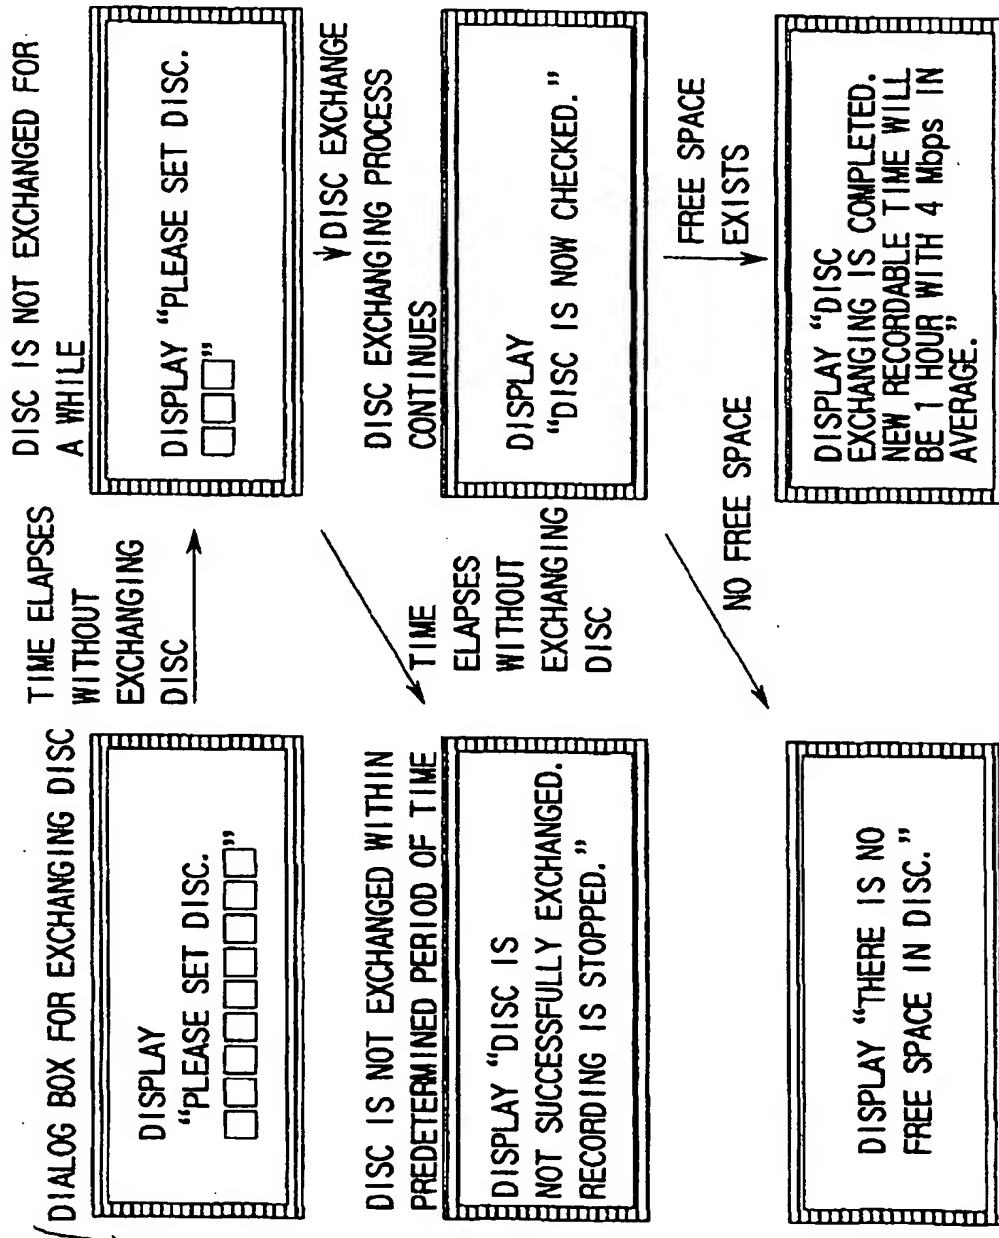 DIALOG BOX FOR EXCHANGING DISC
DISPLAY
“PLEASE SET DISC.
□□□□□□□□”
TIME ELAPSES
WITHOUT
EXCHANGING
DISC
DISC IS NOT EXCHANGED FOR
A WHILE
DISPLAY “PLEASE SET DISC.
□□□”
DISC IS NOT EXCHANGED WITHIN
PREDETERMINED PERIOD OF TIME
DISPLAY “DISC IS
NOT SUCCESSFULLY EXCHANGED.
RECORDING IS STOPPED.”
TIME
ELAPSES
WITHOUT
EXCHANGING
DISC
DISC EXCHANGE
DISC EXCHANGING PROCESS
CONTINUES
DISPLAY
“DISC IS NOW CHECKED.”
NO FREE SPACE
FREE SPACE
EXISTS
DISPLAY “THERE IS NO
FREE SPACE IN DISC.”
DISPLAY “DISC
EXCHANGING IS COMPLETED.
NEW RECORDABLE TIME WILL
BE 1 HOUR WITH 4 Mbps IN
AVERAGE.”